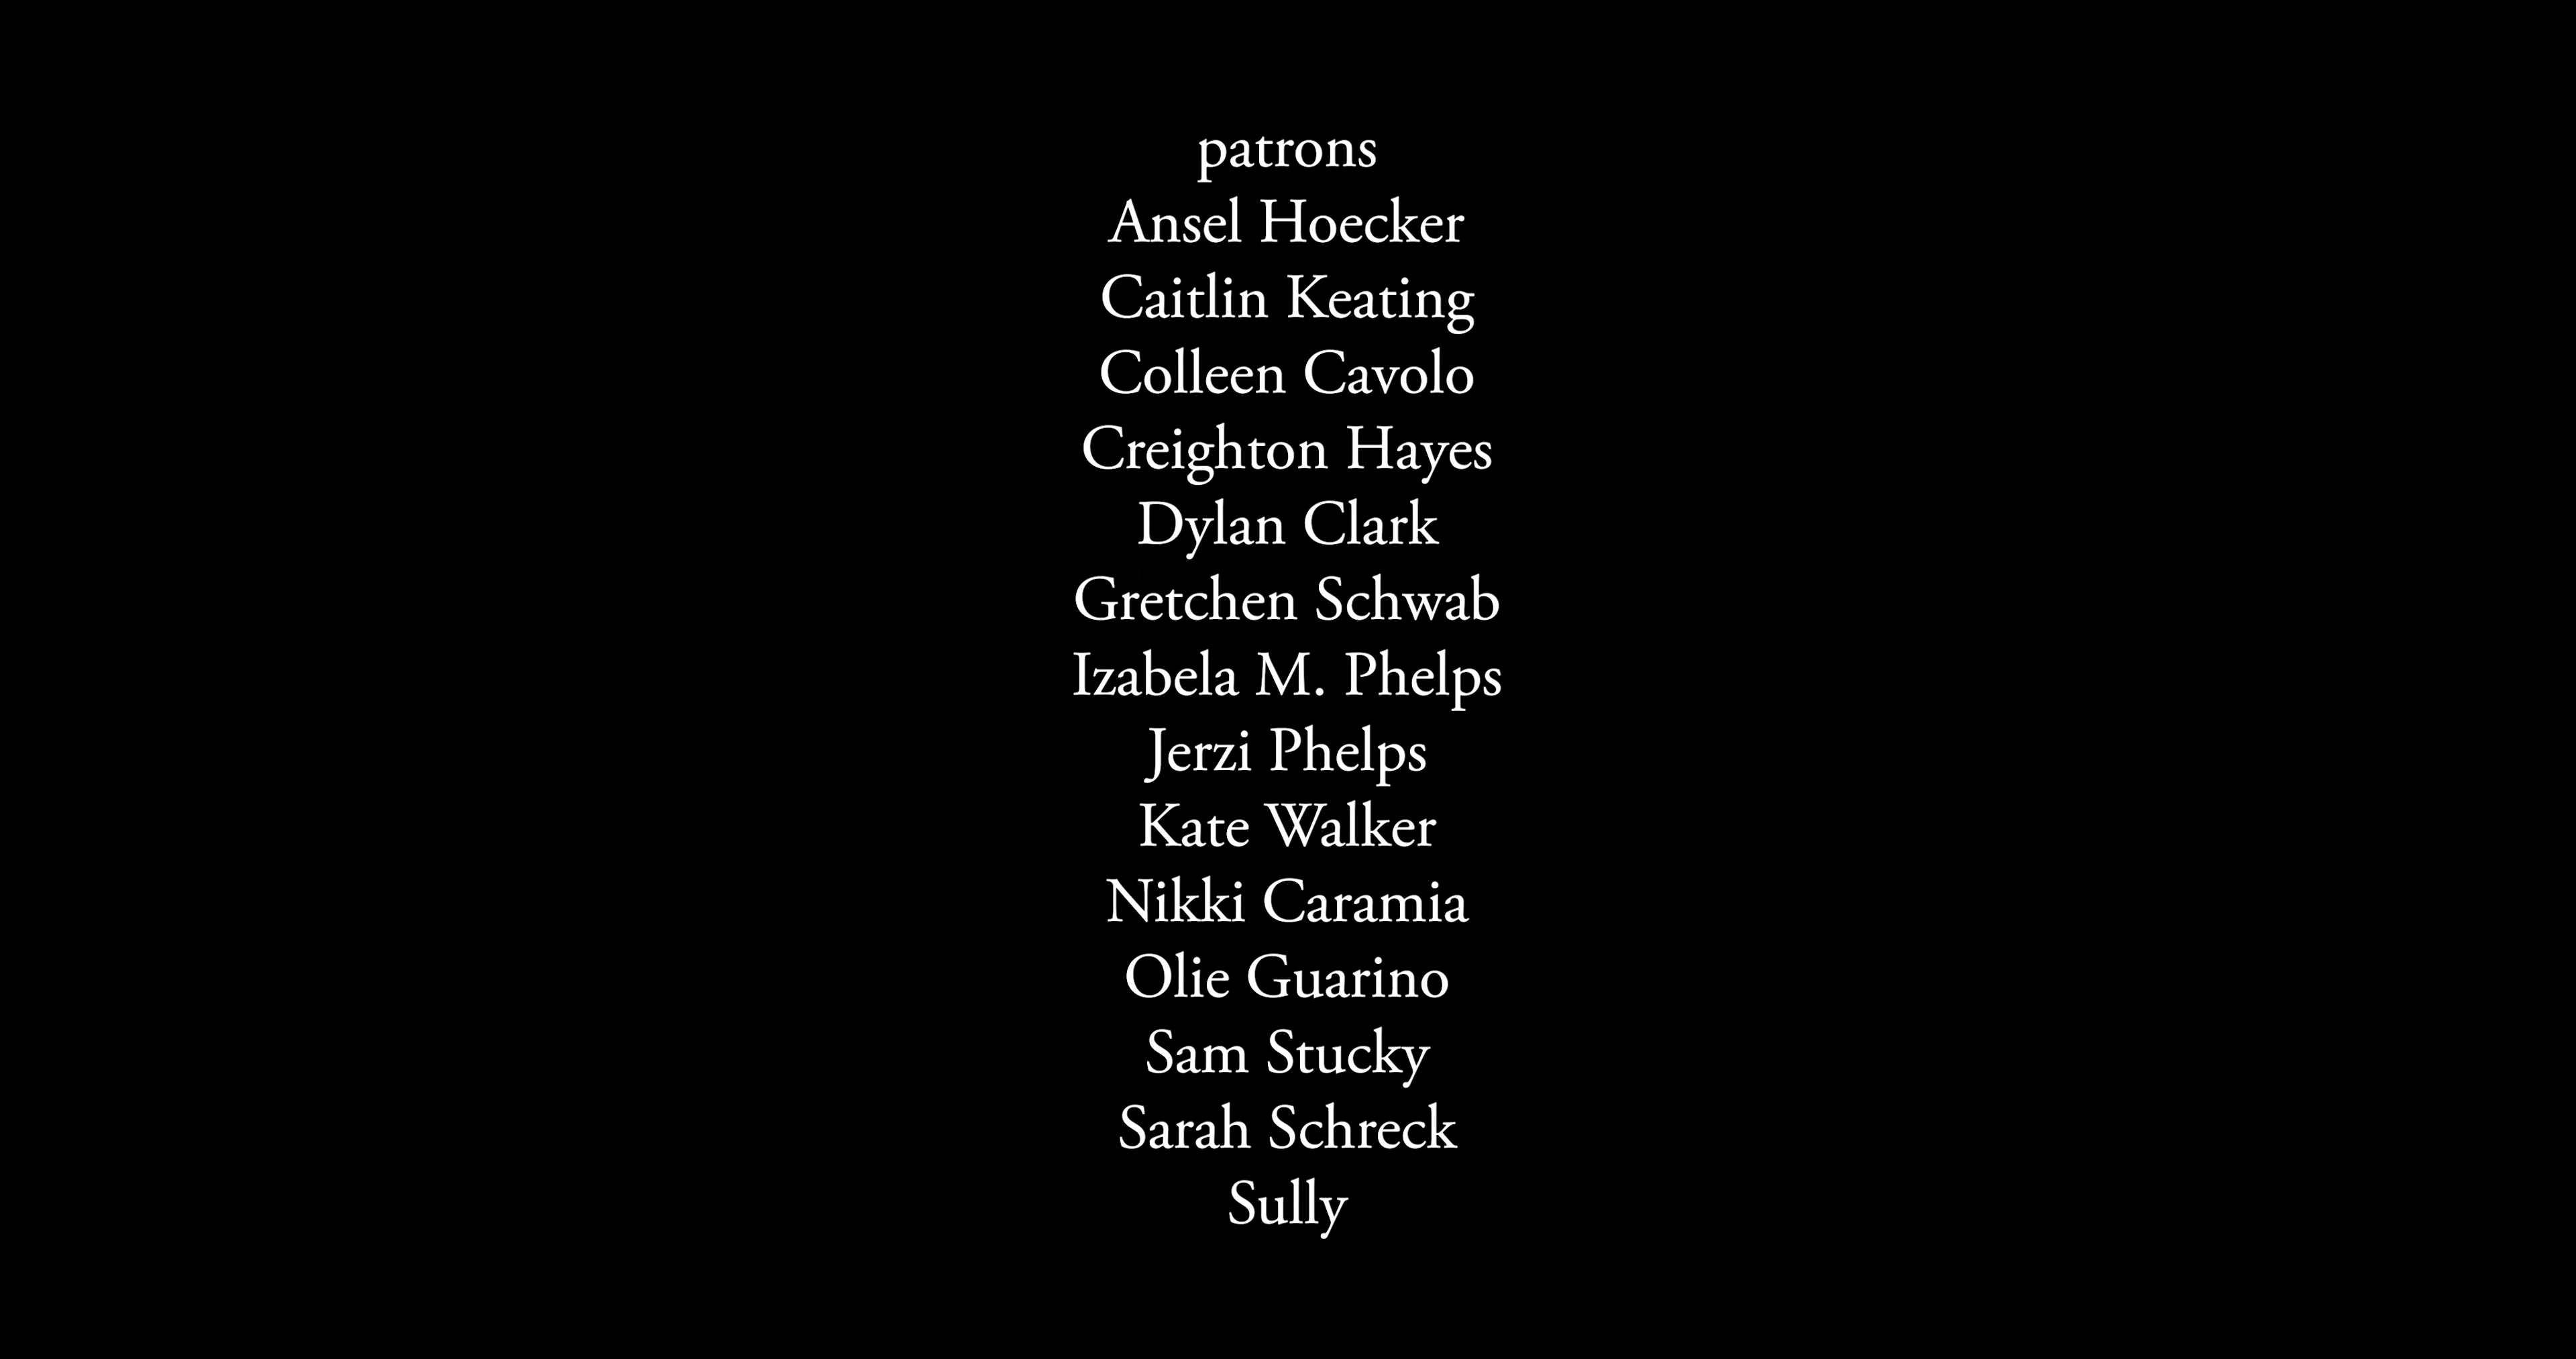 patrons
Ansel Hoecker
Caitlin Keating
Colleen Cavolo
Creighton Hayes
Dylan Clark
Gretchen Schwab
Izabela M. Phelps
Jerzi Phelps
Kate Walker
Nikki Caramia
Olie Guarino
Sam Stucky
Sarah Schreck
Sully